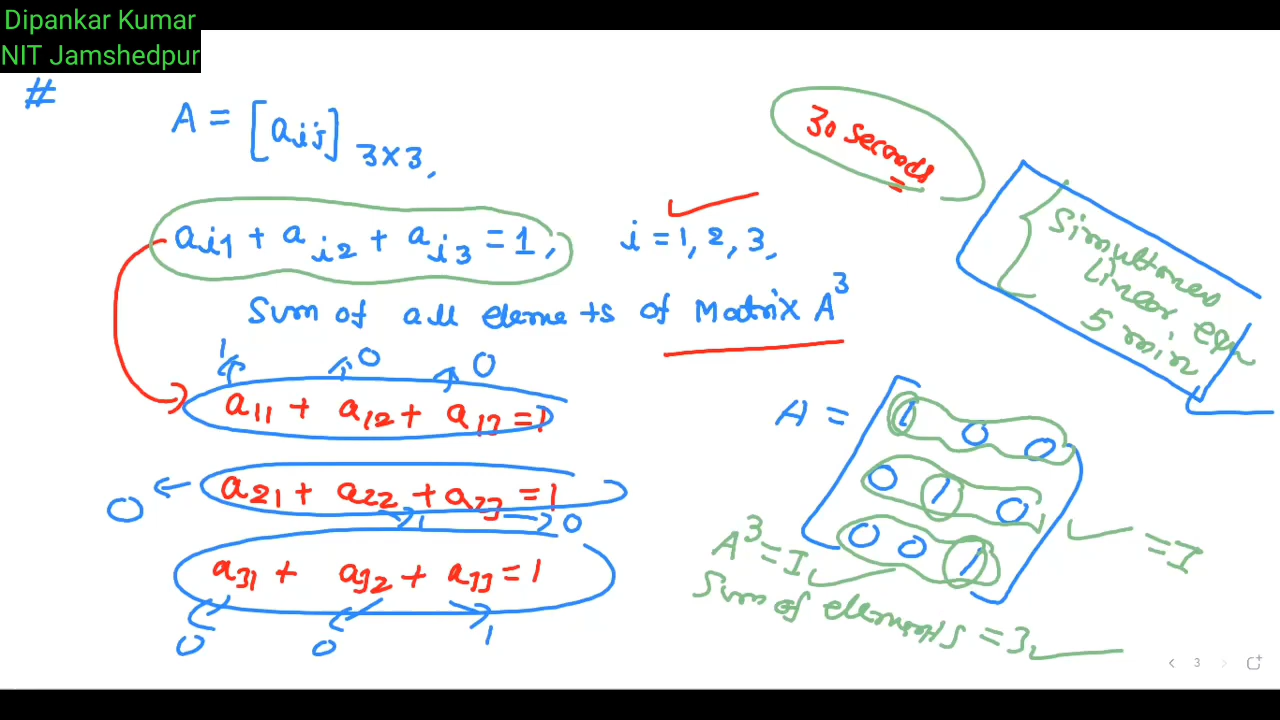 Dipankar Kumar
NIT Jamshedpur
#
A = [aij] 3×3,
30 seconds
ai1 + ai2 + ai3 = 1, i = 1, 2, 3,
Simultaneous
linear eqn
5 min
Sum of all elements of Matrix A³
1 0 0
a11 + a12 + a13 = 1
A = 1 0 0
0 1 0
0 0 1
= I
0 a21 + a22 + a23 = 1
1 0
A³ = I
a31 + a32 + a33 = 1
Sum of elements = 3
0 0 1
3